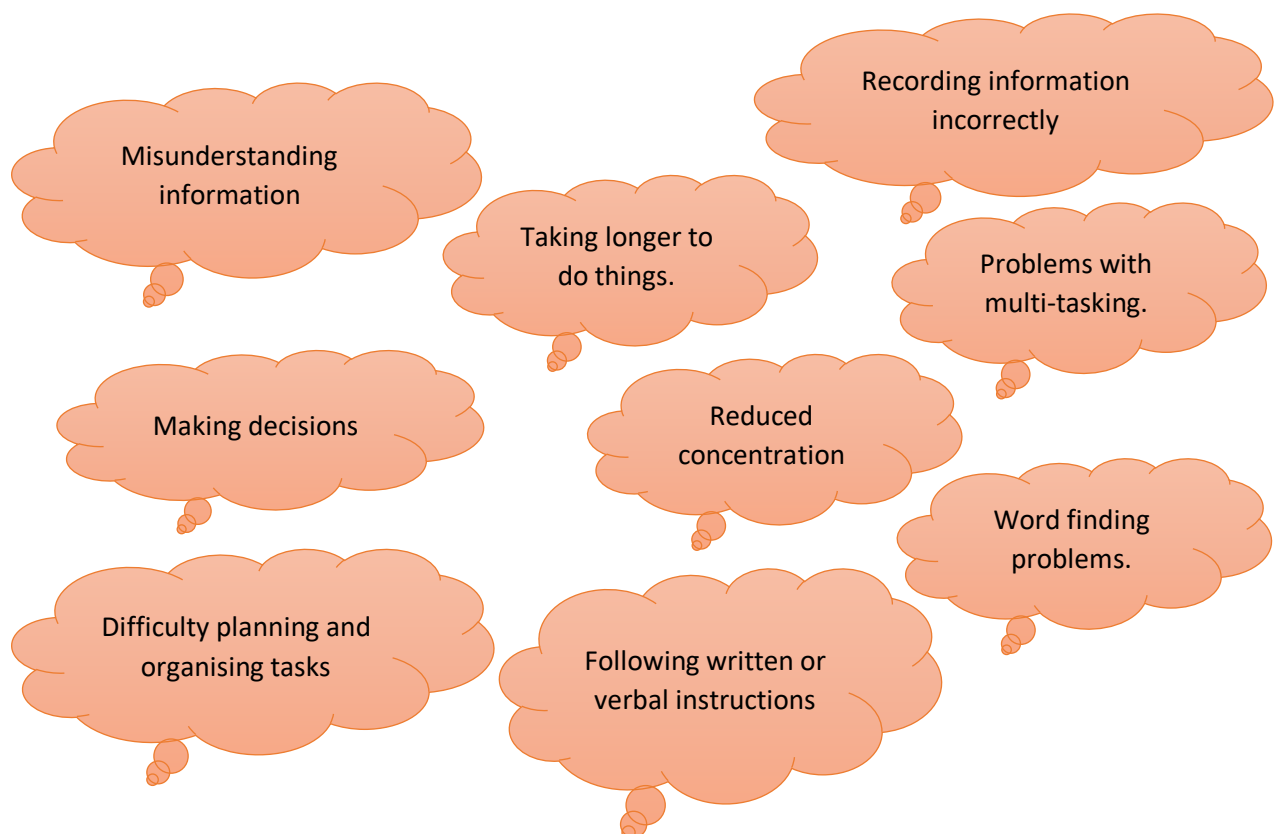 Recording information
incorrectly
Misunderstanding
information
Taking longer to
do things.
Problems with
multi-tasking.
Making decisions
Reduced
concentration
Word finding
problems.
Difficulty planning and
organising tasks
Following written or
verbal instructions